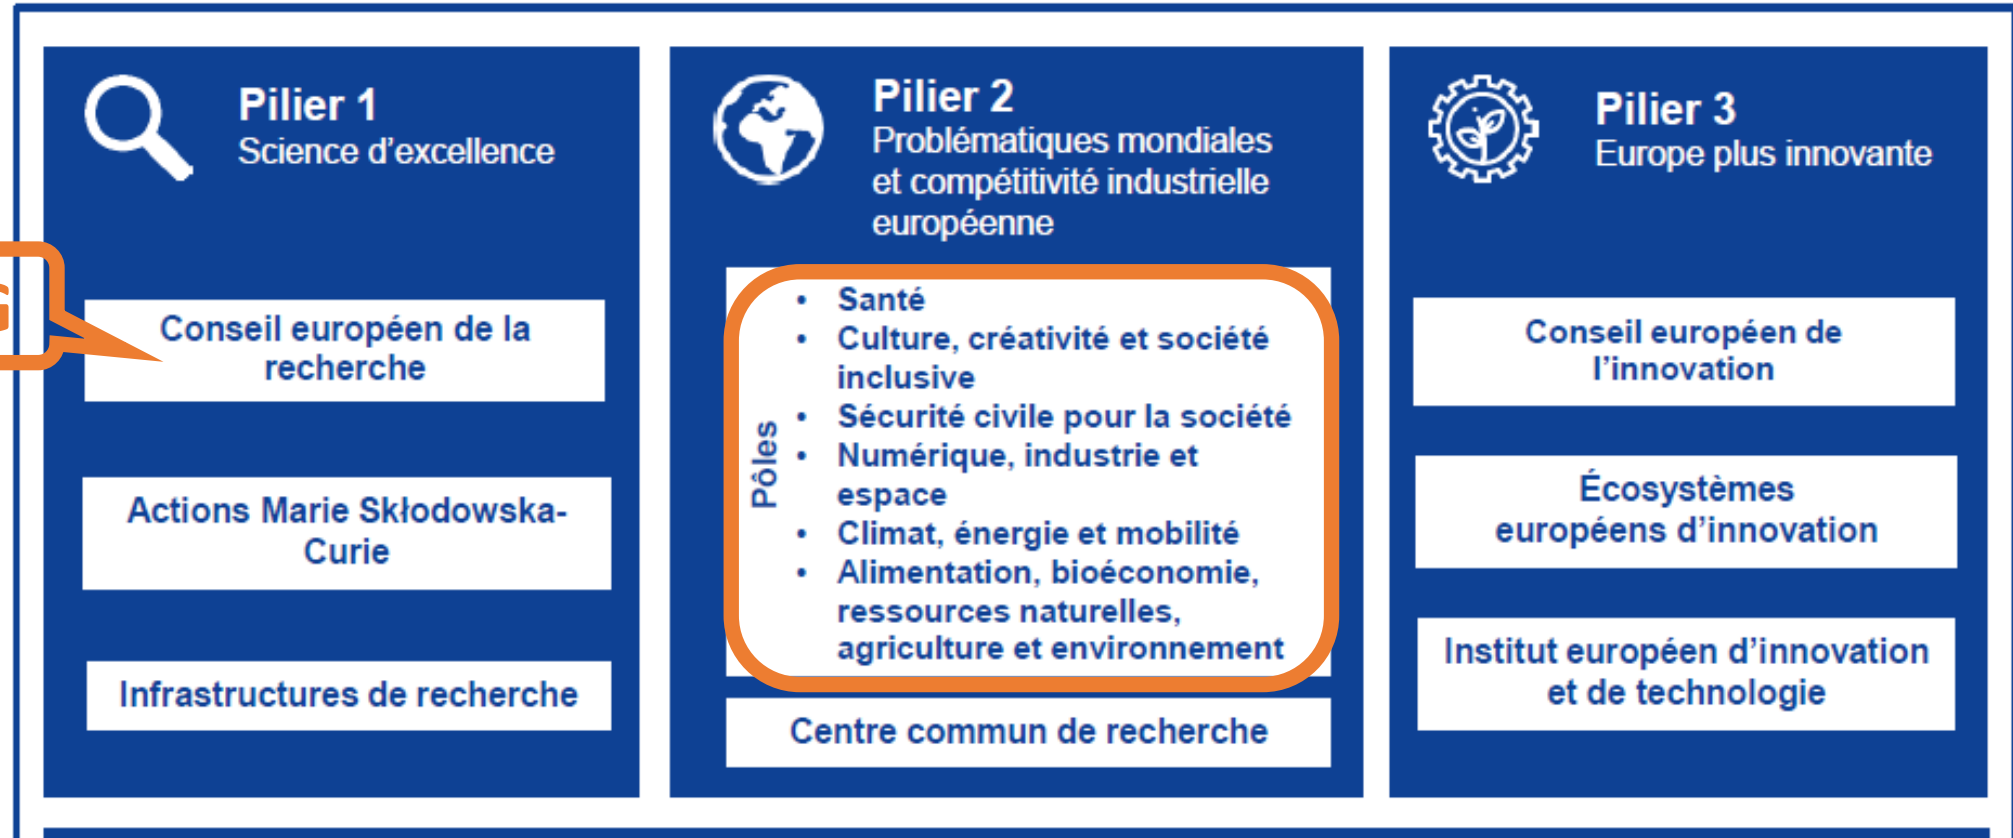 Pilier 1
Science d'excellence
Conseil européen de la
recherche
Actions Marie Skłodowska-
Curie
Infrastructures de recherche
Pilier 2
Problématiques mondiales
et compétitivité industrielle
européenne
Pôles
• Santé
• Culture, créativité et société
inclusive
• Sécurité civile pour la société
• Numérique, industrie et
espace
• Climat, énergie et mobilité
• Alimentation, bioéconomie,
ressources naturelles,
agriculture et environnement
Centre commun de recherche
Pilier 3
Europe plus innovante
Conseil européen de
l'innovation
Écosystèmes
européens d'innovation
Institut européen d'innovation
et de technologie